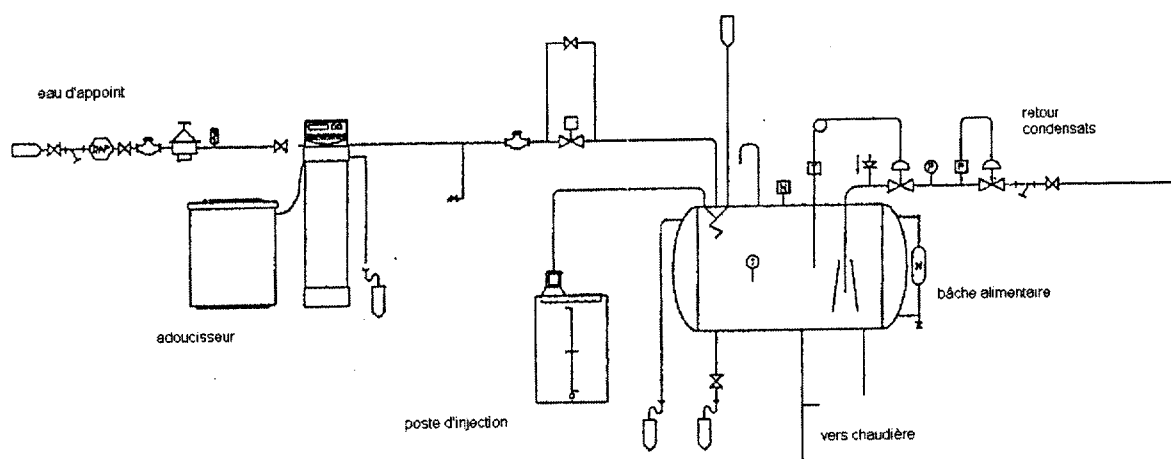 eau d'appoint
retour
condensats
bâche alimentaire
adoucisseur
poste d'injection
vers chaudière